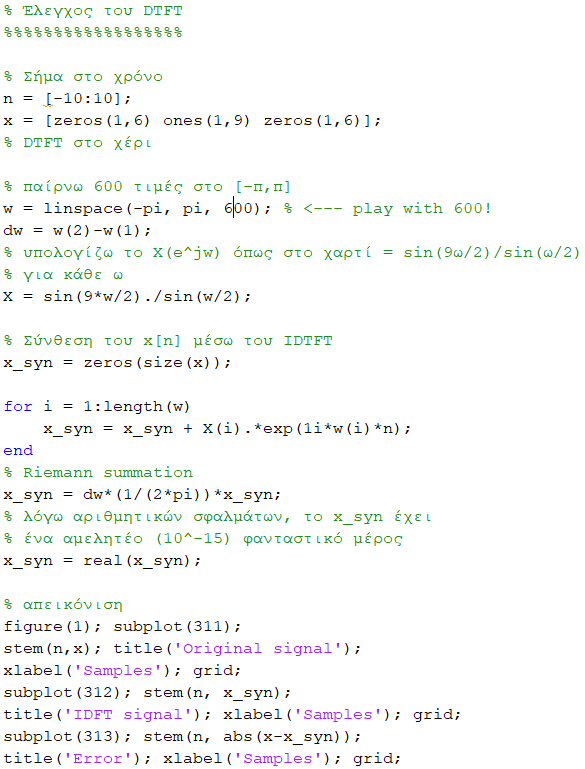 % Έλεγχος του DTFT
%%%%%%%%%%%%%%%%%%
% Σήμα στο χρόνο
n = [-10:10];
x = [zeros(1,6) ones(1,9) zeros(1,6)];
% DTFT στο χέρι
% παίρνω 600 τιμές στο [-π,π]
w = linspace(-pi, pi, 600); % <--- play with 600!
dw = w(2)-w(1);
% υπολογίζω το X(e^jw) όπως στο χαρτί = sin(9ω/2)/sin(ω/2)
% για κάθε ω
X = sin(9*w/2)./sin(w/2);
% Σύνθεση του x[n] μέσω του IDTFT
x_syn = zeros(size(x));
for i = 1:length(w)
    x_syn = x_syn + X(i).*exp(1i*w(i)*n);
end
% Riemann summation
x_syn = dw*(1/(2*pi))*x_syn;
% λόγω αριθμητικών σφαλμάτων, το x_syn έχει
% ένα αμελητέο (10^-15) φανταστικό μέρος
x_syn = real(x_syn);
% απεικόνιση
figure(1); subplot(311);
stem(n,x); title('Original signal');
xlabel('Samples'); grid;
subplot(312); stem(n, x_syn);
title('IDFT signal'); xlabel('Samples'); grid;
subplot(313); stem(n, abs(x-x_syn));
title('Error'); xlabel('Samples'); grid;